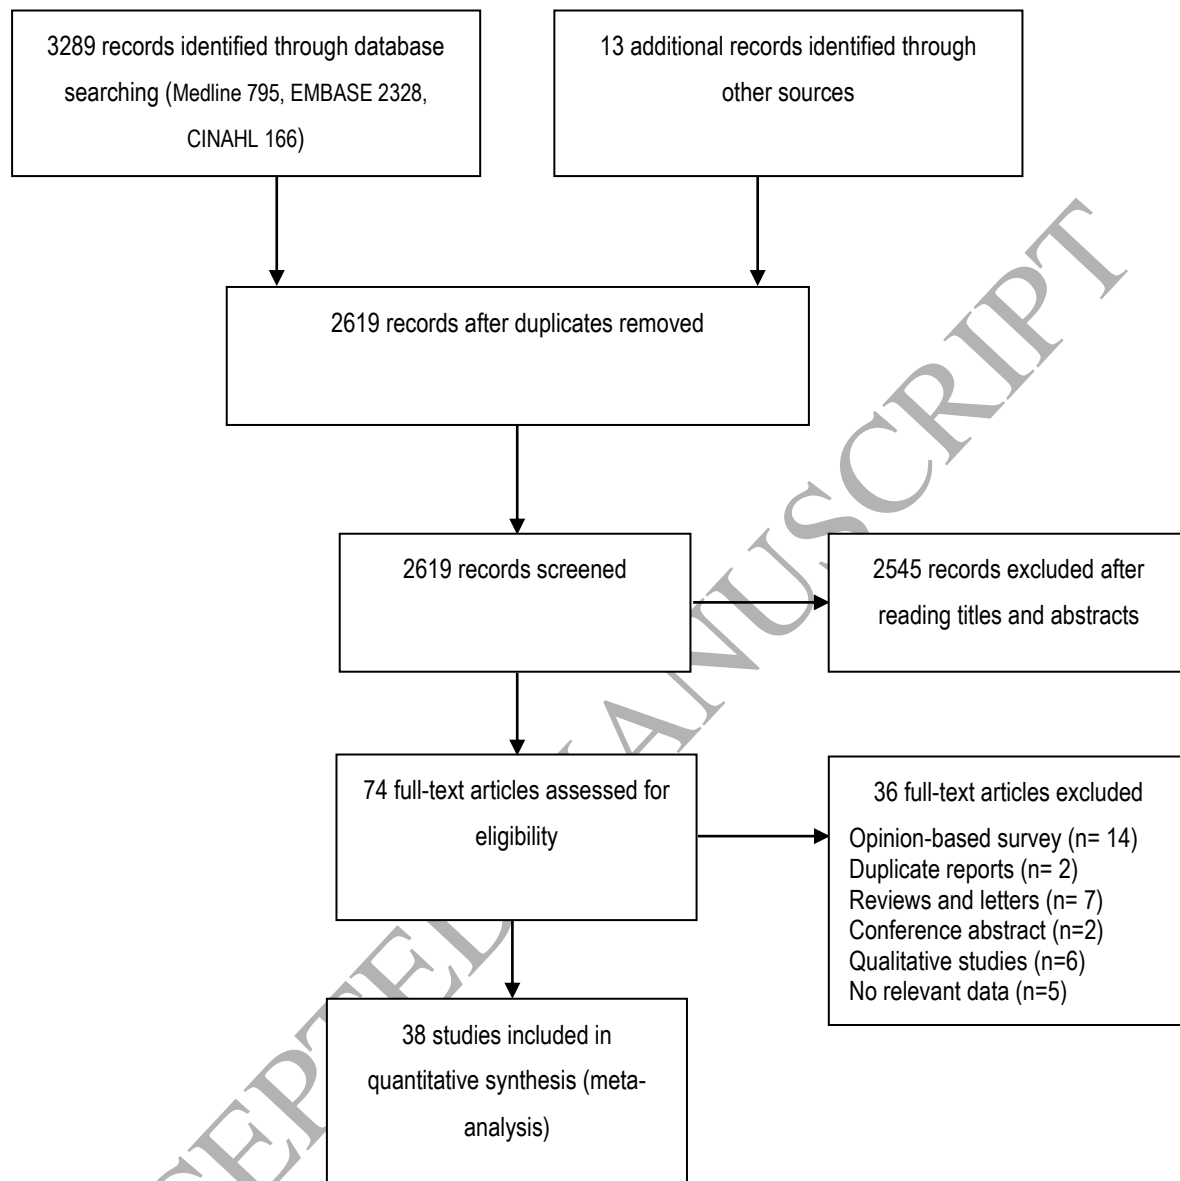 3289 records identified through database
searching (Medline 795, EMBASE 2328,
CINAHL 166)
13 additional records identified through
other sources
2619 records after duplicates removed
2619 records screened
2545 records excluded after
reading titles and abstracts
74 full-text articles assessed for
eligibility
36 full-text articles excluded
Opinion-based survey (n= 14)
Duplicate reports (n= 2)
Reviews and letters (n= 7)
Conference abstract (n=2)
Qualitative studies (n=6)
No relevant data (n=5)
38 studies included in
quantitative synthesis (meta-
analysis)